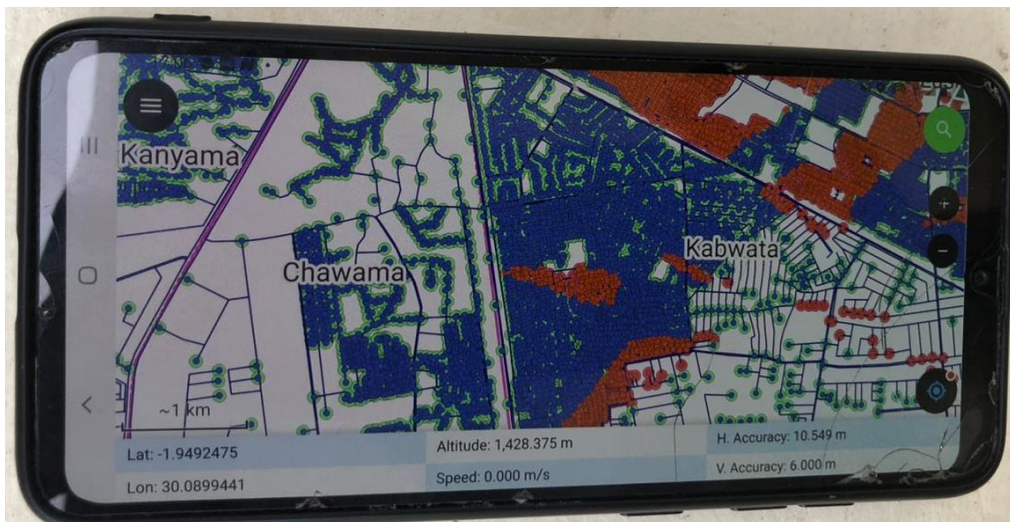 Kanyama
Chawama
Kabwata
~1 km
Lat: -1.9492475
Altitude: 1,428.375 m
H. Accuracy: 10.549 m
Lon: 30.0899441
Speed: 0.000 m/s
V. Accuracy: 6.000 m